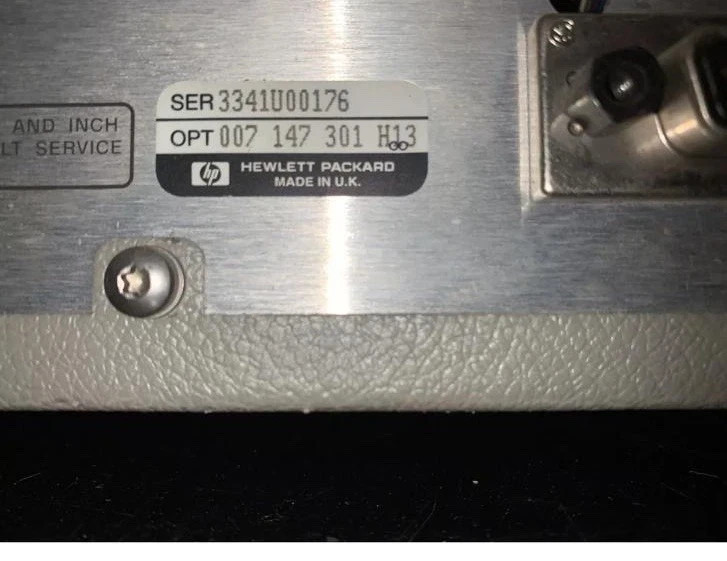 AND INCH
LT SERVICE
SER 3341U00176
OPT 007 147 301 H13
hp HEWLETT PACKARD
MADE IN U.K.